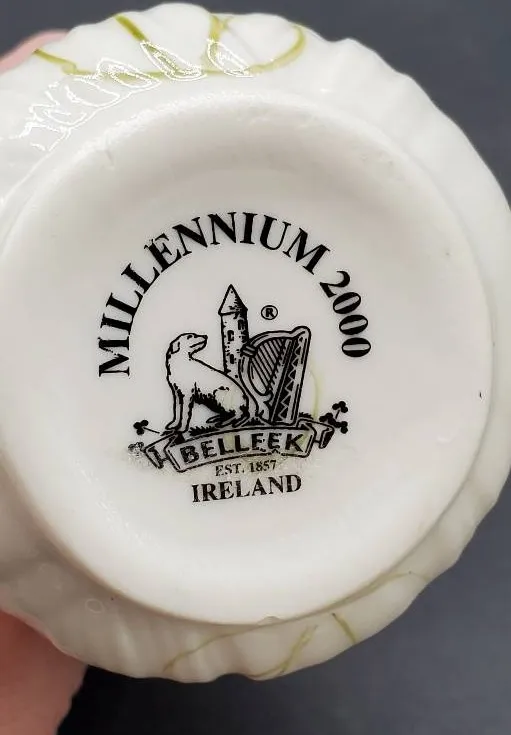 MILLENNIUM 2000
®
BELLEEK
EST. 1857
IRELAND